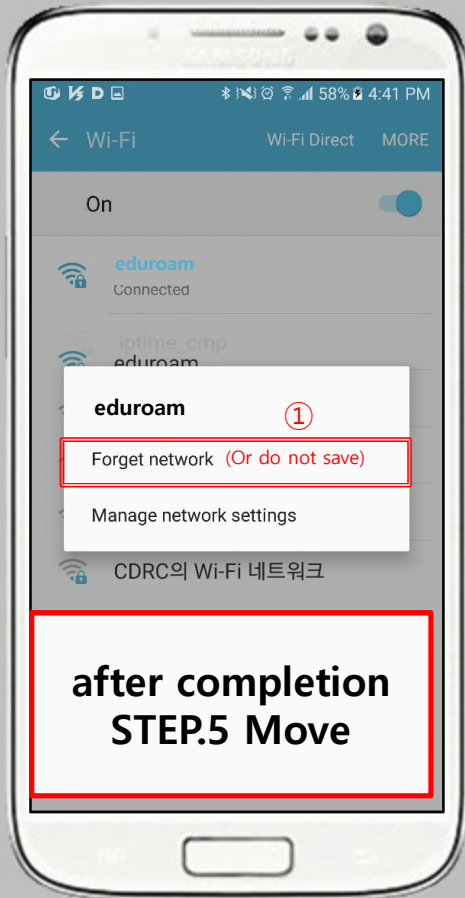 SAMSUNG
58% 4:41 PM
Wi-Fi Wi-Fi Direct MORE
On
eduroam
Connected
iptime_cmp
eduroam
eduroam
①
Forget network (Or do not save)
Manage network settings
CDRC의 Wi-Fi 네트워크
after completion
STEP.5 Move